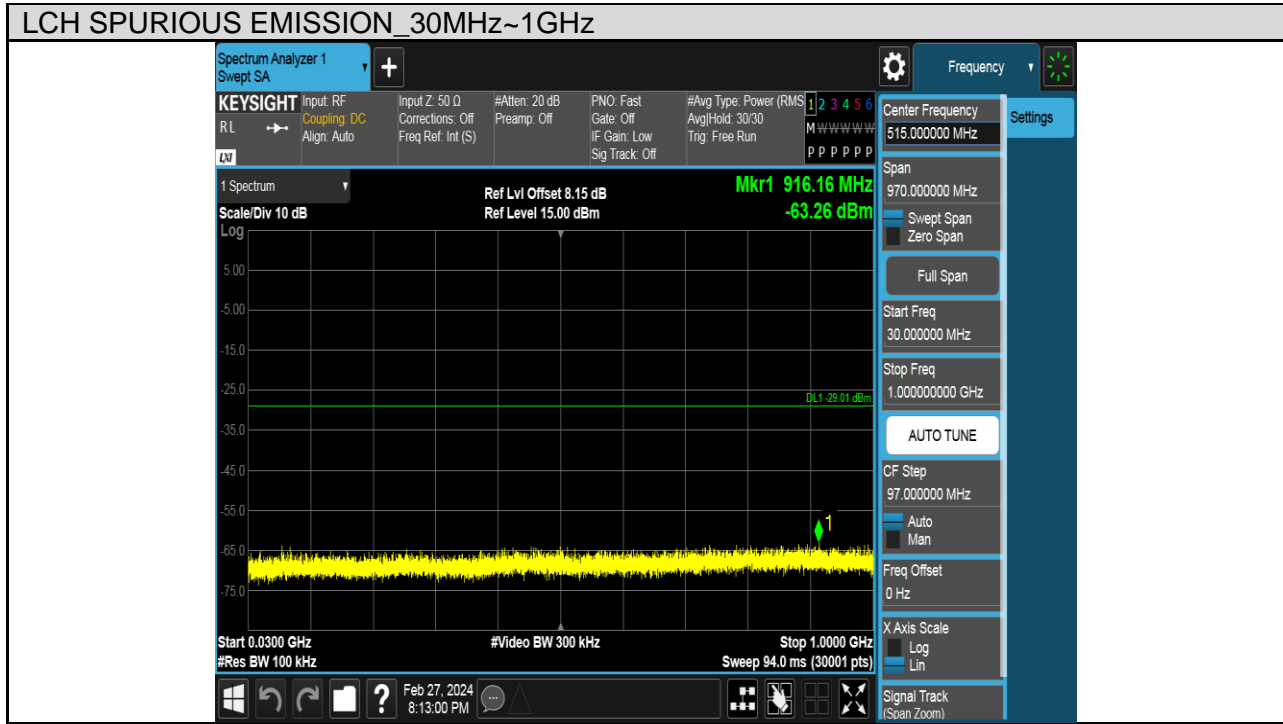 LCH SPURIOUS EMISSION_30MHz~1GHz
Spectrum Analyzer 1
Swept SA
+
Frequency
KEYSIGHT
RL
LXI
Input: RF
Coupling: DC
Align: Auto
Input Z: 50 Ω
Corrections: Off
Freq Ref: Int (S)
#Atten: 20 dB
Preamp: Off
PNO: Fast
Gate: Off
IF Gain: Low
Sig Track: Off
#Avg Type: Power (RMS
Avg|Hold: 30/30
Trig: Free Run
1 2 3 4 5 6
M W W W W W
P P P P P P
Center Frequency
515.000000 MHz
Settings
1 Spectrum
Scale/Div 10 dB
Log
Ref Lvl Offset 8.15 dB
Ref Level 15.00 dBm
Mkr1 916.16 MHz
-63.26 dBm
Span
970.000000 MHz
Swept Span
Zero Span
Full Span
Start Freq
30.000000 MHz
Stop Freq
1.000000000 GHz
AUTO TUNE
CF Step
97.000000 MHz
Auto
Man
Freq Offset
0 Hz
X Axis Scale
Log
Lin
Signal Track
(Span Zoom)
5.00
-5.00
-15.0
-25.0
DL1 -29.01 dBm
-35.0
-45.0
-55.0
1
-65.0
-75.0
Start 0.0300 GHz
#Res BW 100 kHz
#Video BW 300 kHz
Stop 1.0000 GHz
Sweep 94.0 ms (30001 pts)
?
Feb 27, 2024
8:13:00 PM